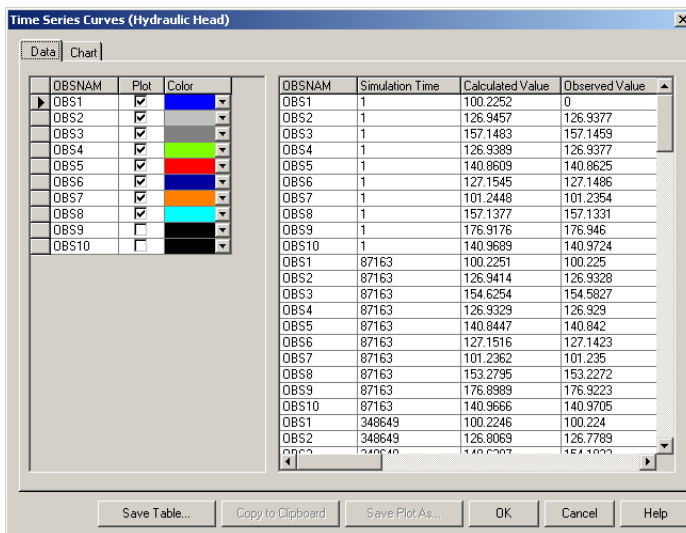 Time Series Curves (Hydraulic Head)
Data Chart
OBSNAM Plot Color
OBS1
OBS2
OBS3
OBS4
OBS5
OBS6
OBS7
OBS8
OBS9
OBS10
OBSNAM Simulation Time Calculated Value Observed Value
OBS1 1 100.2252 0
OBS2 1 126.9457 126.9377
OBS3 1 157.1483 157.1459
OBS4 1 126.9389 126.9377
OBS5 1 140.8609 140.8625
OBS6 1 127.1545 127.1486
OBS7 1 101.2448 101.2354
OBS8 1 157.1377 157.1331
OBS9 1 176.9176 176.946
OBS10 1 140.9689 140.9724
OBS1 87163 100.2251 100.225
OBS2 87163 126.9414 126.9328
OBS3 87163 154.6254 154.5827
OBS4 87163 126.9329 126.929
OBS5 87163 140.8447 140.842
OBS6 87163 127.1516 127.1423
OBS7 87163 101.2362 101.235
OBS8 87163 153.2795 153.2272
OBS9 87163 176.8989 176.9223
OBS10 87163 140.9666 140.9705
OBS1 348649 100.2246 100.224
OBS2 348649 126.8069 126.7789
Save Table... Copy to Clipboard Save Plot As... OK Cancel Help